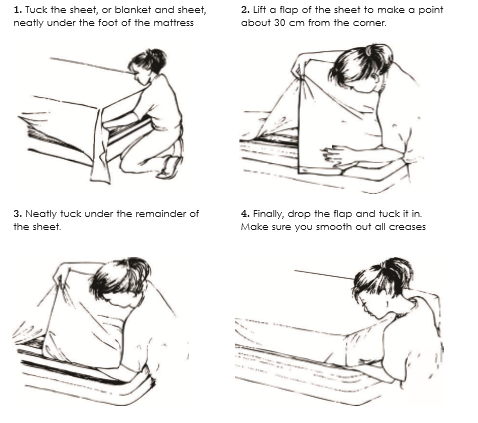 1. Tuck the sheet, or blanket and sheet,
neatly under the foot of the mattress
2. Lift a flap of the sheet to make a point
about 30 cm from the corner.
3. Neatly tuck under the remainder of
the sheet.
4. Finally, drop the flap and tuck it in.
Make sure you smooth out all creases